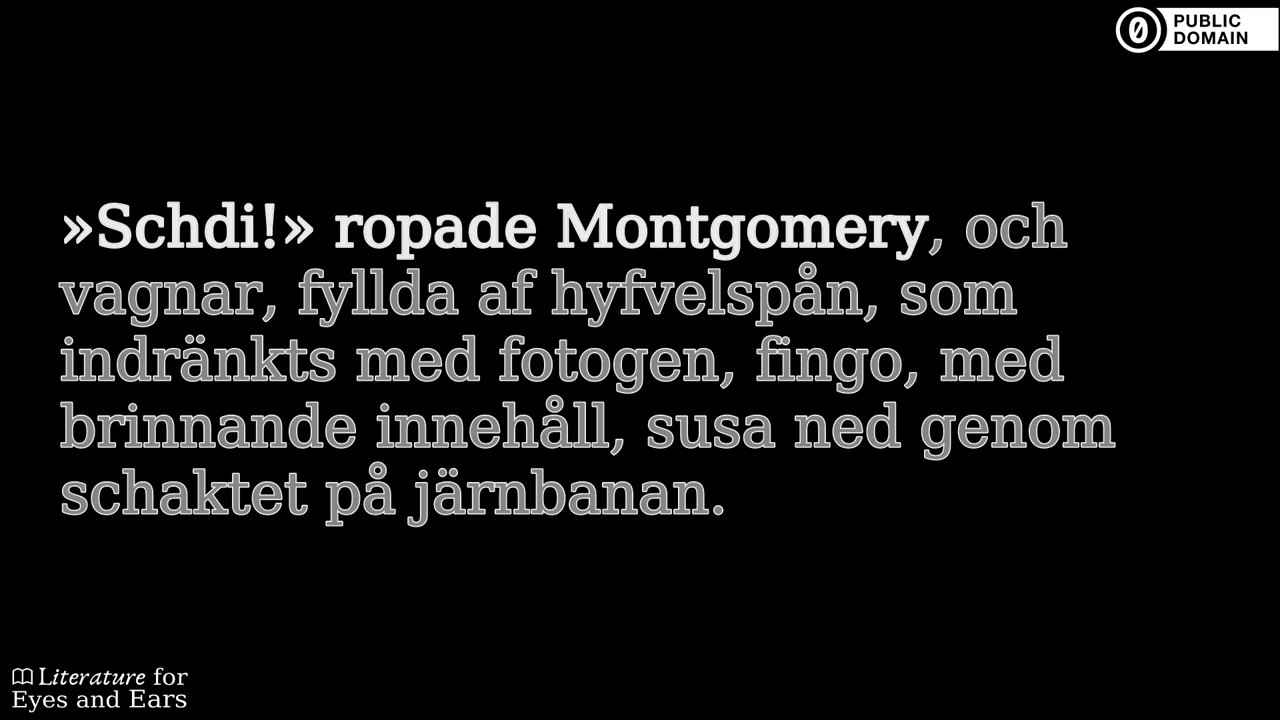 PUBLIC
DOMAIN
»Schdi!» ropade Montgomery, och
vagnar, fyllda af hyfvelspån, som
indränkts med fotogen, fingo, med
brinnande innehåll, susa ned genom
schaktet på järnbanan.
Literature for
Eyes and Ears